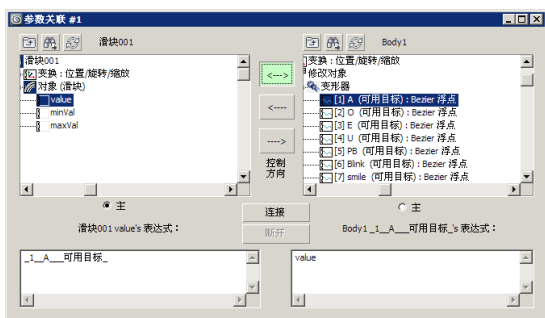 参数关联 #1
滑块001
Body1
滑块001
变换 : 位置/旋转/缩放
对象 (滑块)
value
minVal
maxVal
<--->
<----
---->
控制
方向
变换 : 位置/旋转/缩放
修改对象
变形器
[1] A (可用目标) : Bezier 浮点
[2] O (可用目标) : Bezier 浮点
[3] E (可用目标) : Bezier 浮点
[4] U (可用目标) : Bezier 浮点
[5] PB (可用目标) : Bezier 浮点
[6] Blink (可用目标) : Bezier 浮点
[7] smile (可用目标) : Bezier 浮点
主
连接
主
滑块001 value's 表达式 :
断开
Body1 _1__A___可用目标_'s 表达式 :
_1__A___可用目标_
value